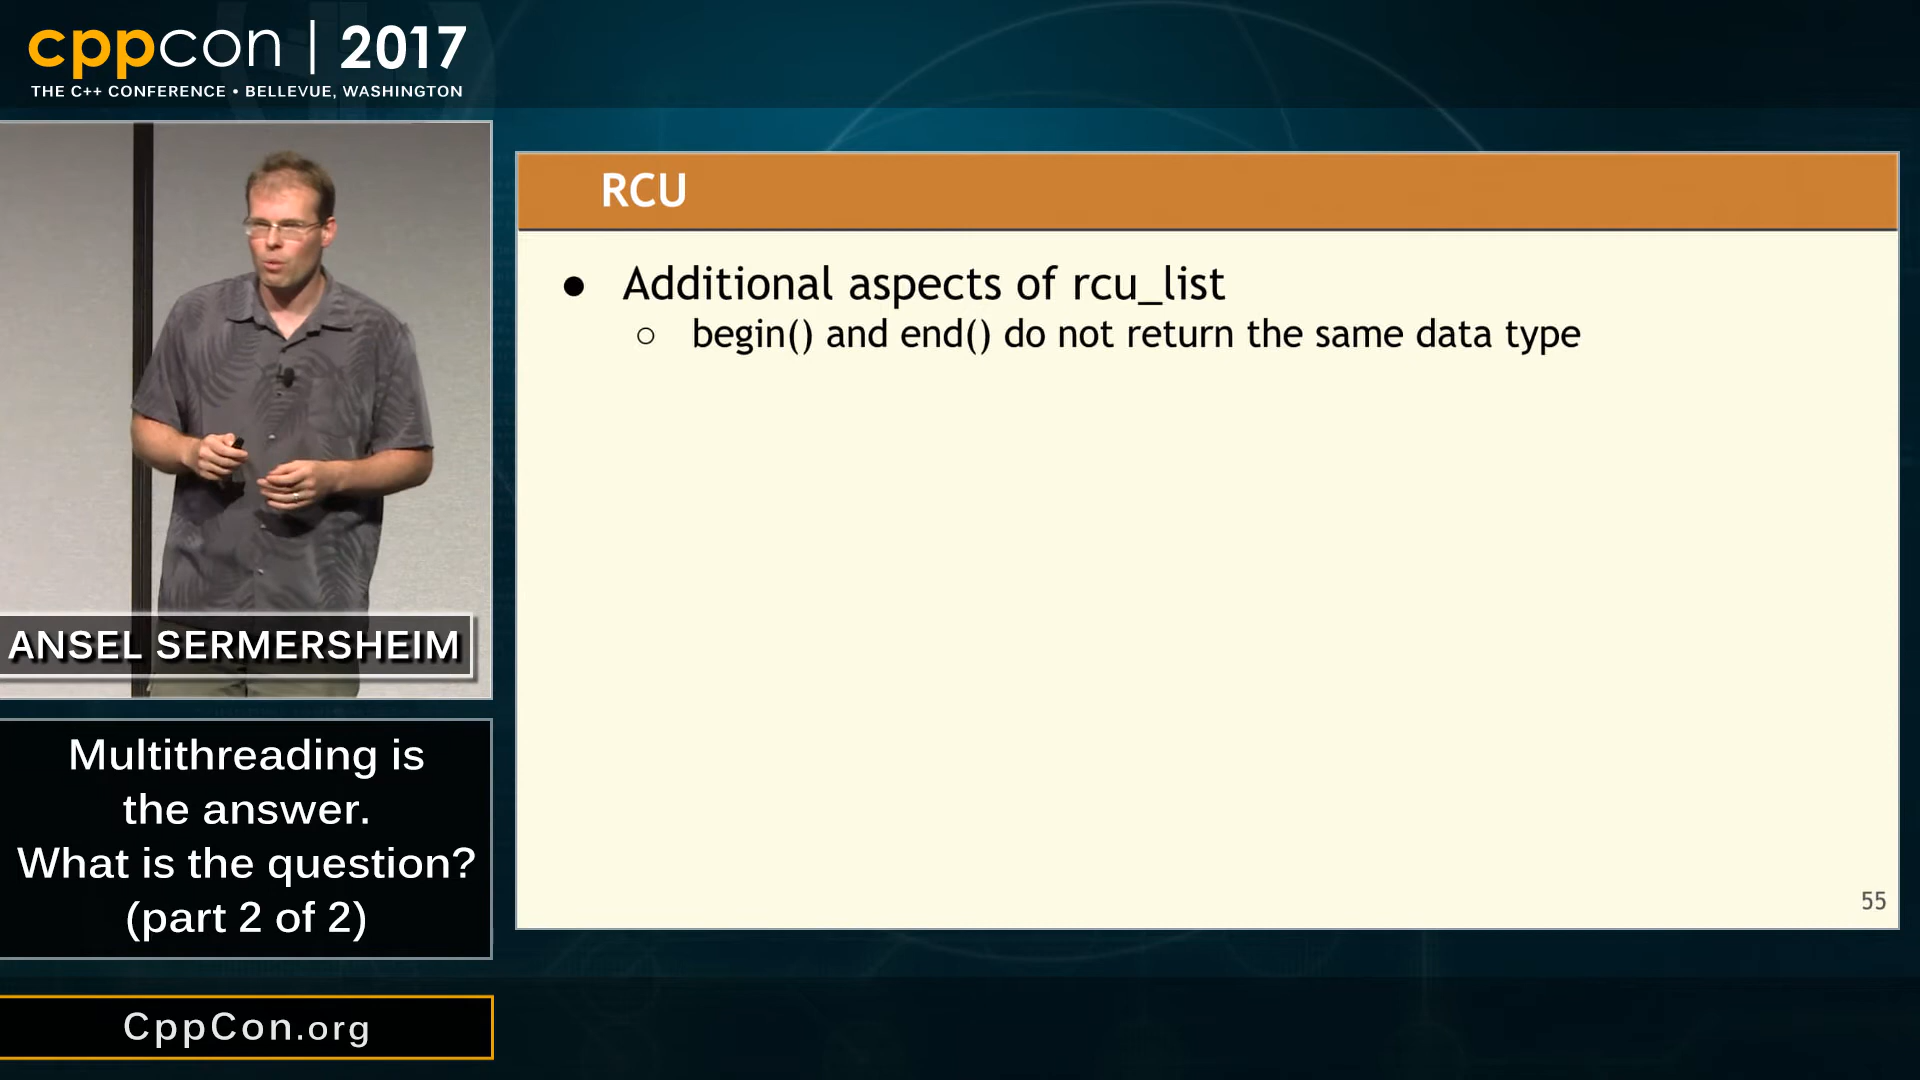 cppcon | 2017
THE C++ CONFERENCE • BELLEVUE, WASHINGTON
RCU
● Additional aspects of rcu_list
○ begin() and end() do not return the same data type
55
ANSEL SERMERSHEIM
Multithreading is
the answer.
What is the question?
(part 2 of 2)
CppCon.org